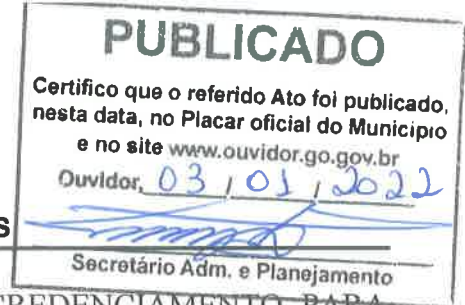 PUBLICADO
Certifico que o referido Ato foi publicado,
nesta data, no Placar oficial do Município
e no site www.ouvidor.go.gov.br
Ouvidor, 03 / 01 / 2022
S
Secretário Adm. e Planejamento
CREDENCIAMENTO